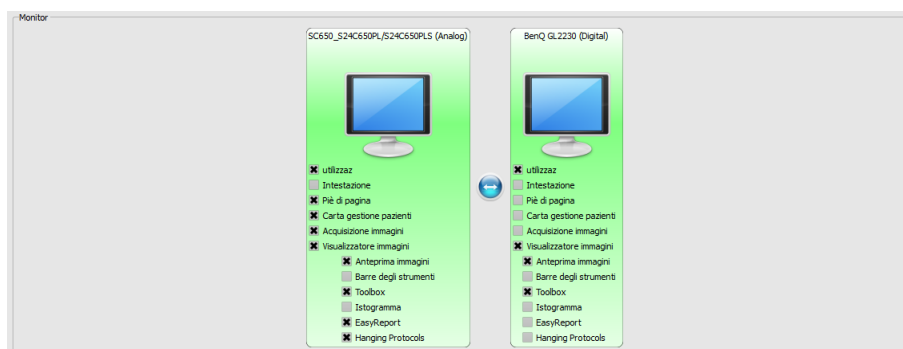 Monitor
SC650_S24C650PL/S24C650PLS (Analog)
utilizzaz
Intestazione
Piè di pagina
Carta gestione pazienti
Acquisizione immagini
Visualizzatore immagini
Anteprima immagini
Barre degli strumenti
Toolbox
Istogramma
EasyReport
Hanging Protocols
BenQ GL2230 (Digital)
utilizzaz
Intestazione
Piè di pagina
Carta gestione pazienti
Acquisizione immagini
Visualizzatore immagini
Anteprima immagini
Barre degli strumenti
Toolbox
Istogramma
EasyReport
Hanging Protocols